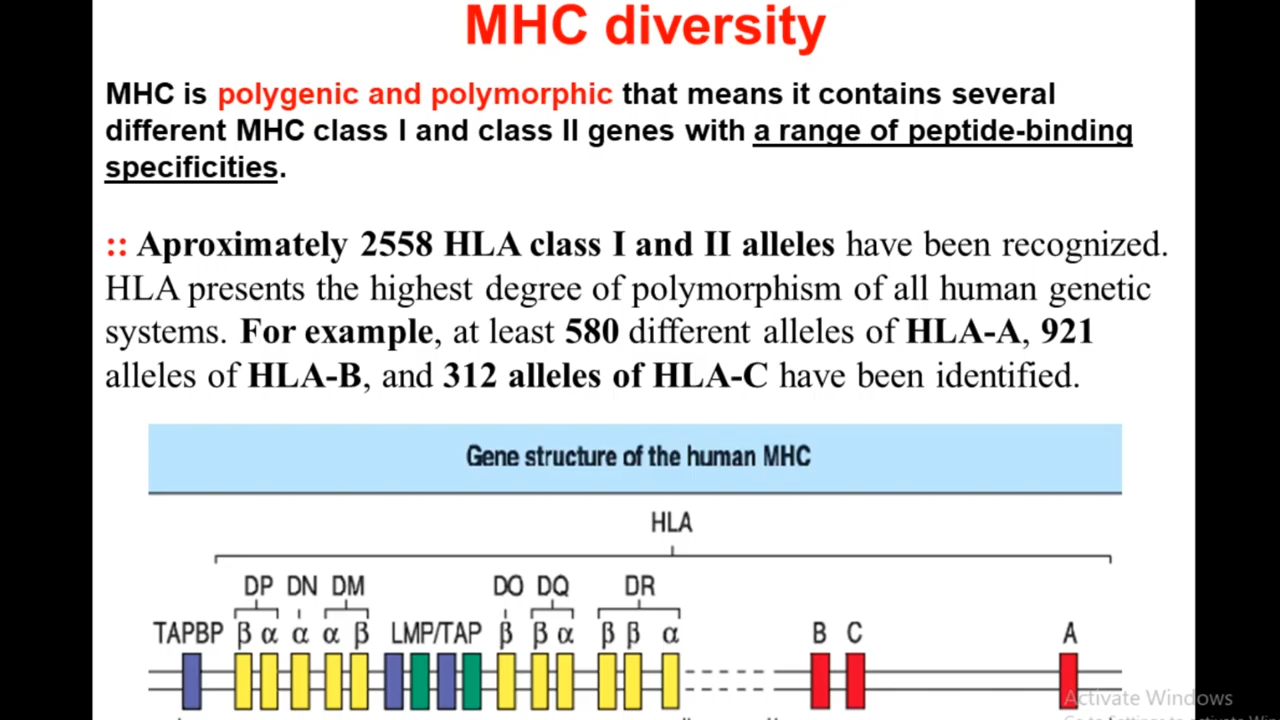 MHC diversity
MHC is polygenic and polymorphic that means it contains several
different MHC class I and class II genes with a range of peptide-binding
specificities.
:: Aproximately 2558 HLA class I and II alleles have been recognized.
HLA presents the highest degree of polymorphism of all human genetic
systems. For example, at least 580 different alleles of HLA-A, 921
alleles of HLA-B, and 312 alleles of HLA-C have been identified.
Gene structure of the human MHC
HLA
DP DN DM DO DQ DR
TAPBP β α α α β LMP/TAP β β α β β α B C A
Activate Windows